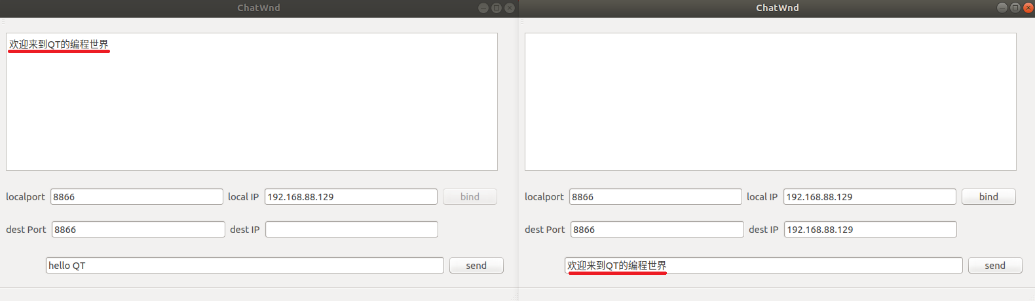 ChatWnd
欢迎来到QT的编程世界
localport 8866 local IP 192.168.88.129 bind
dest Port 8866 dest IP
hello QT send
ChatWnd
localport 8866 local IP 192.168.88.129 bind
dest Port 8866 dest IP 192.168.88.129
欢迎来到QT的编程世界 send